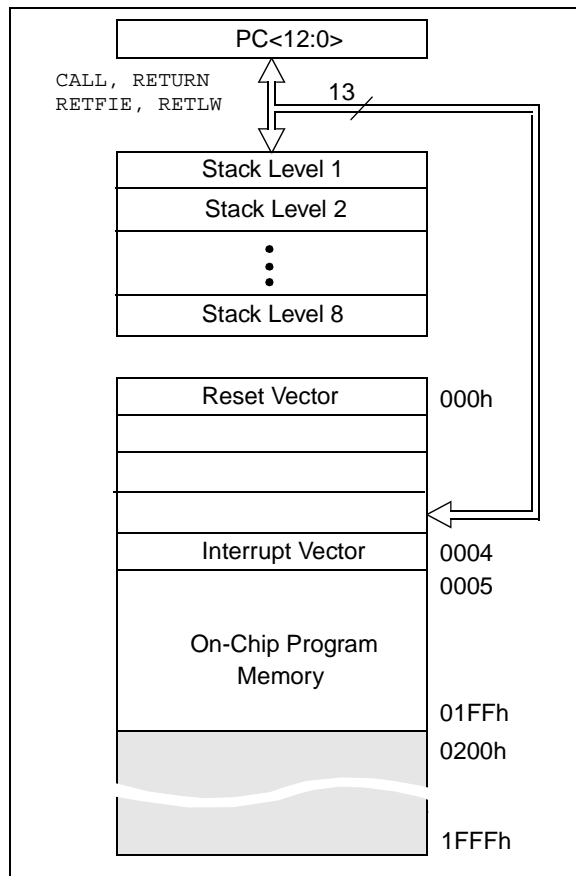 PC<12:0>
CALL, RETURN
RETFIE, RETLW
13
Stack Level 1
Stack Level 2
Stack Level 8
Reset Vector
000h
Interrupt Vector
0004
0005
On-Chip Program
Memory
01FFh
0200h
1FFFh